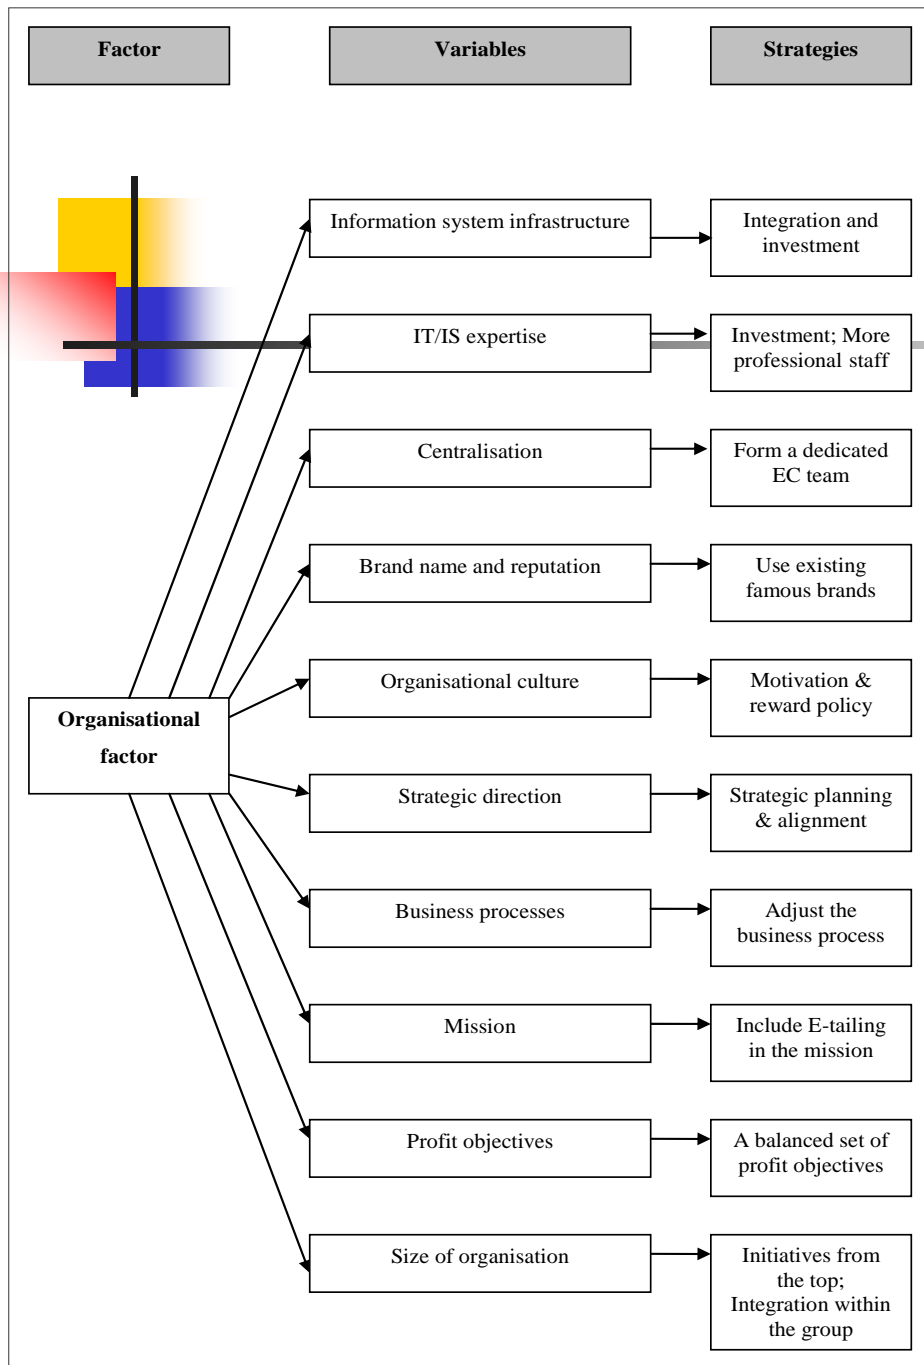 Factor
Variables
Strategies
Information system infrastructure
Integration and
investment
IT/IS expertise
Investment; More
professional staff
Centralisation
Form a dedicated
EC team
Brand name and reputation
Use existing
famous brands
Organisational culture
Motivation &
reward policy
Organisational
factor
Strategic direction
Strategic planning
& alignment
Business processes
Adjust the
business process
Mission
Include E-tailing
in the mission
Profit objectives
A balanced set of
profit objectives
Size of organisation
Initiatives from
the top;
Integration within
the group